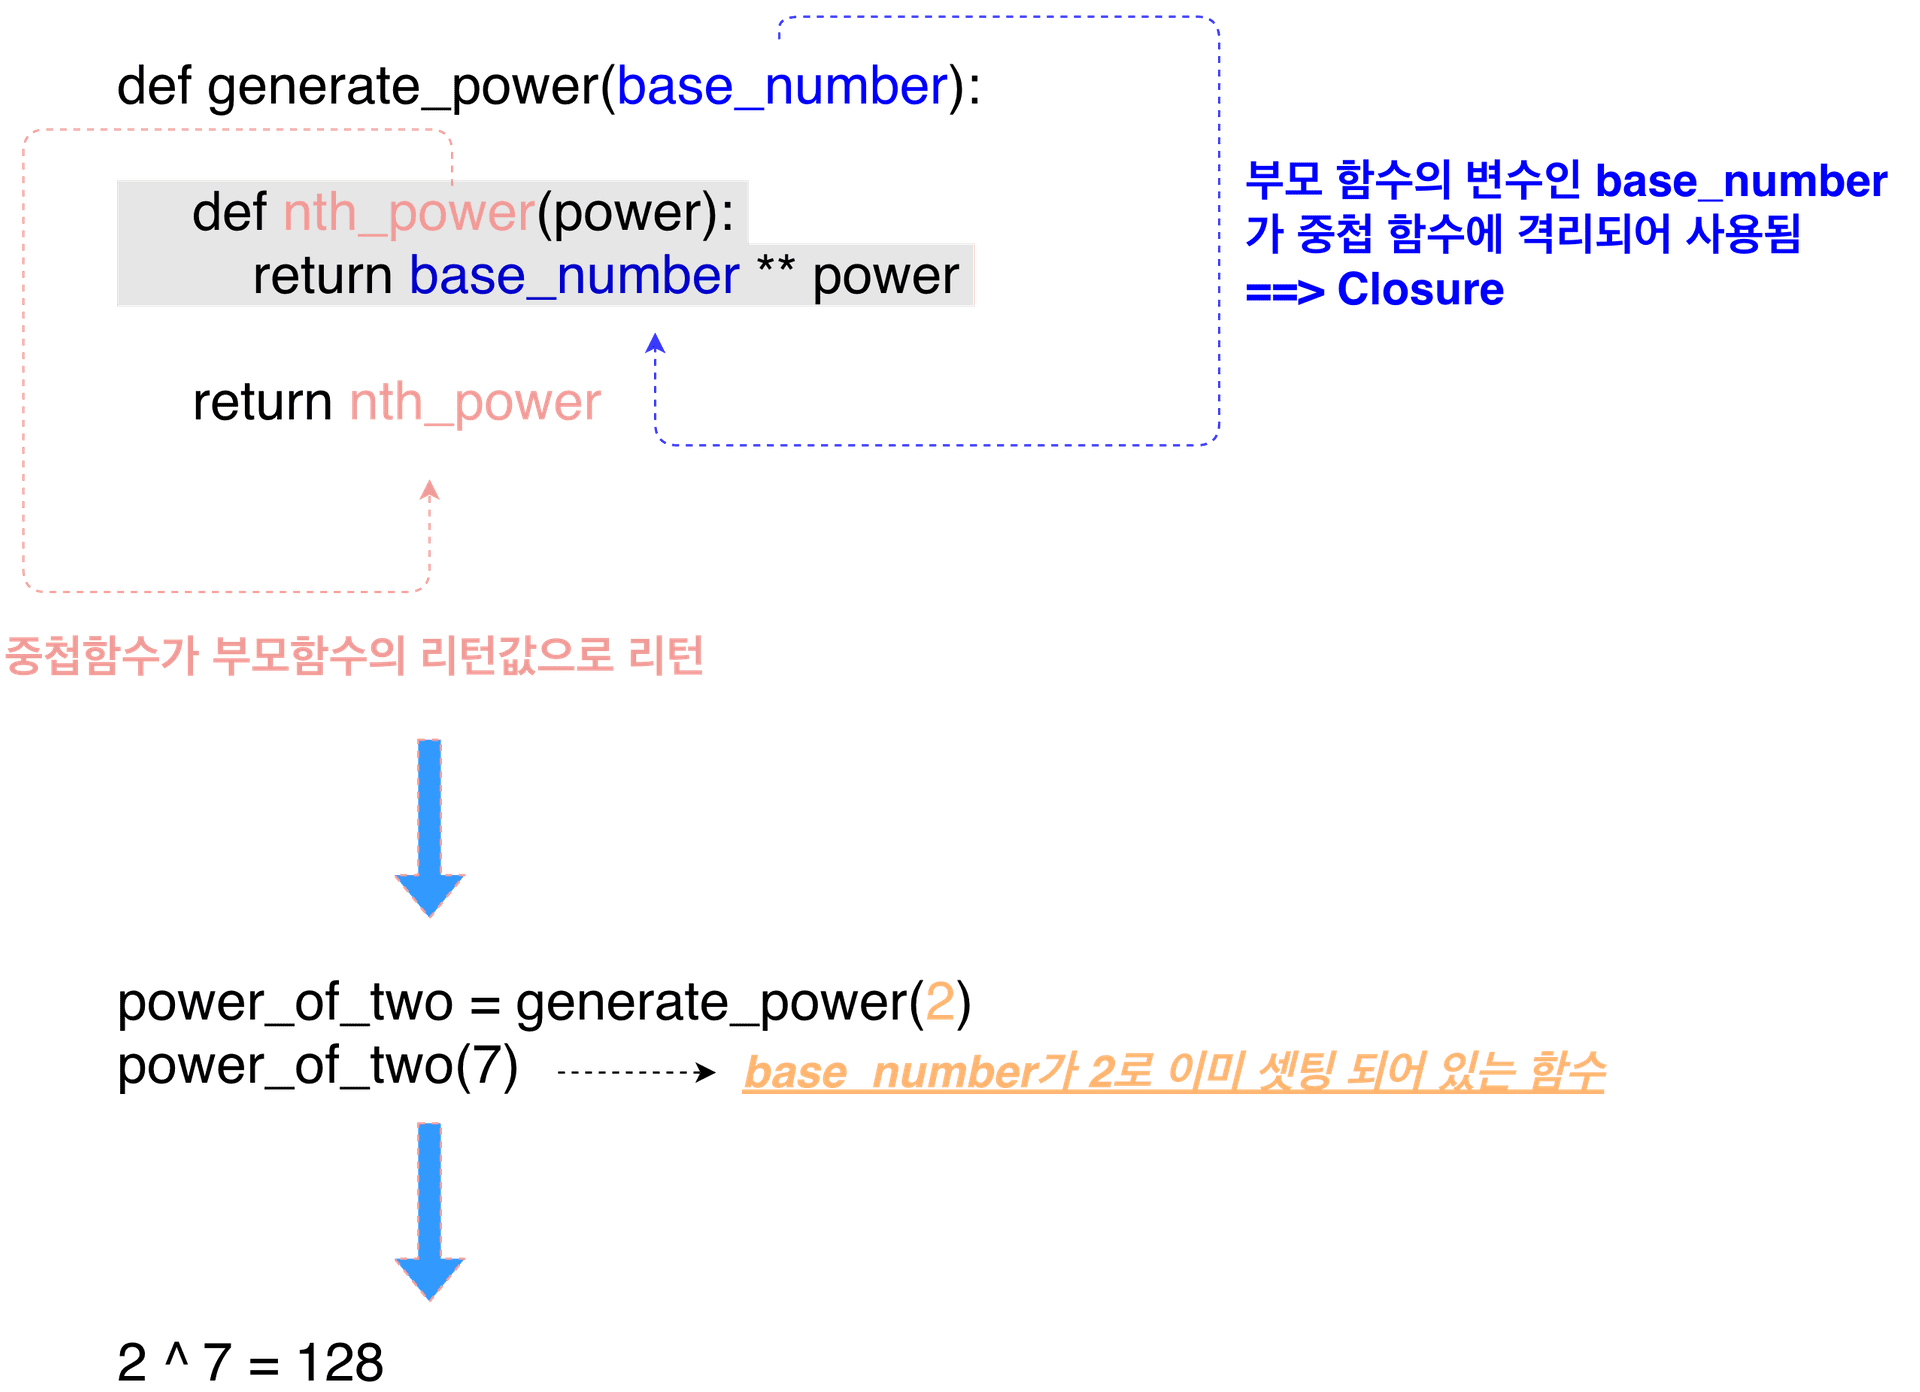 def generate_power(base_number):
def nth_power(power):
return base_number ** power
return nth_power
부모 함수의 변수인 base_number
가 중첩 함수에 격리되어 사용됨
==> Closure
중첩함수가 부모함수의 리턴값으로 리턴
power_of_two = generate_power(2)
power_of_two(7)
base_number가 2로 이미 셋팅 되어 있는 함수
2 ^ 7 = 128